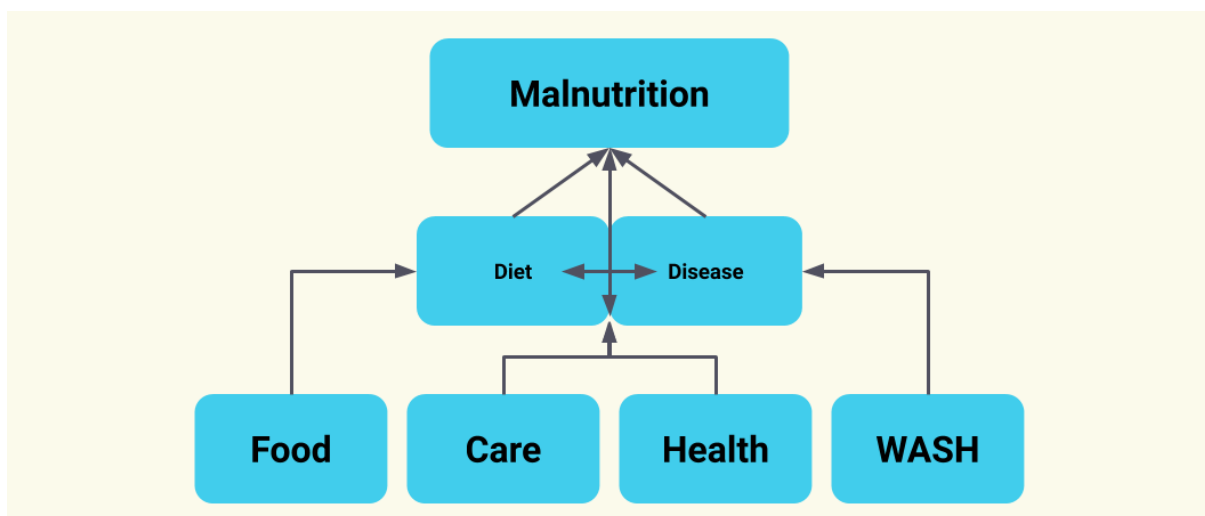 Malnutrition
Diet
Disease
Food
Care
Health
WASH